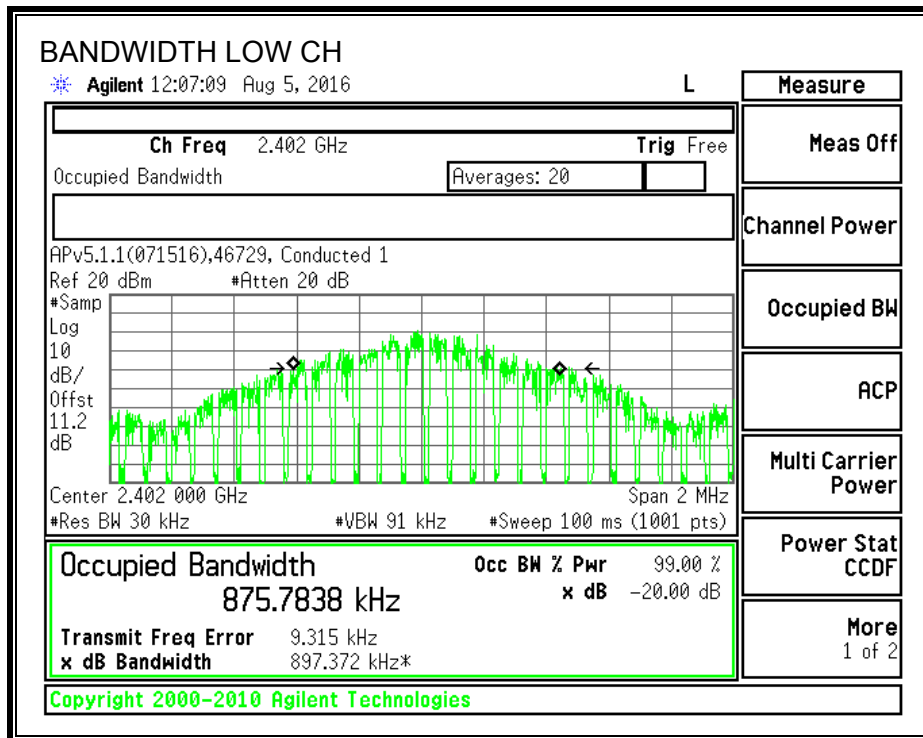 BANDWIDTH LOW CH
Agilent 12:07:09 Aug 5, 2016 L
Measure
Ch Freq 2.402 GHz Trig Free
Meas Off
Occupied Bandwidth Averages: 20
Channel Power
APv5.1.1(071516),46729, Conducted 1
Ref 20 dBm #Atten 20 dB
#Samp
Log
10
dB/
Offst
11.2
dB
Occupied BW
ACP
Multi Carrier
Power
Center 2.402 000 GHz Span 2 MHz
#Res BW 30 kHz #VBW 91 kHz #Sweep 100 ms (1001 pts)
Power Stat
CCDF
Occupied Bandwidth Occ BW % Pwr 99.00 %
875.7838 kHz x dB -20.00 dB
Transmit Freq Error 9.315 kHz
x dB Bandwidth 897.372 kHz*
More
1 of 2
Copyright 2000-2010 Agilent Technologies